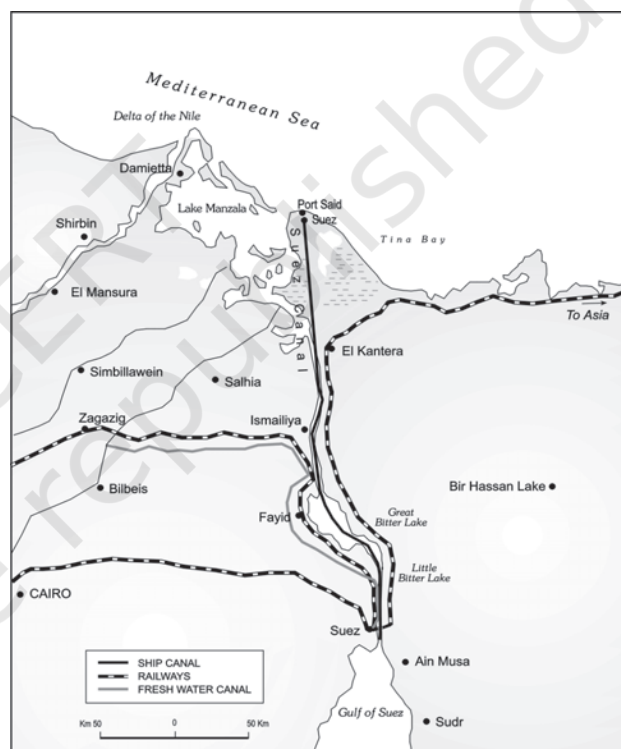 Mediterranean Sea
Delta of the Nile
Damietta
Lake Manzala
Port Said
Suez
Tina Bay
Shirbin
El Mansura
Suez Canal
To Asia
El Kantera
Simbillawein
Salhia
Zagazig
Ismailiya
Bilbeis
Bir Hassan Lake
Fayid
Great
Bitter Lake
Little
Bitter Lake
CAIRO
Suez
SHIP CANAL
RAILWAYS
FRESH WATER CANAL
Ain Musa
Gulf of Suez
Sudr
Km 50 0 50 Km